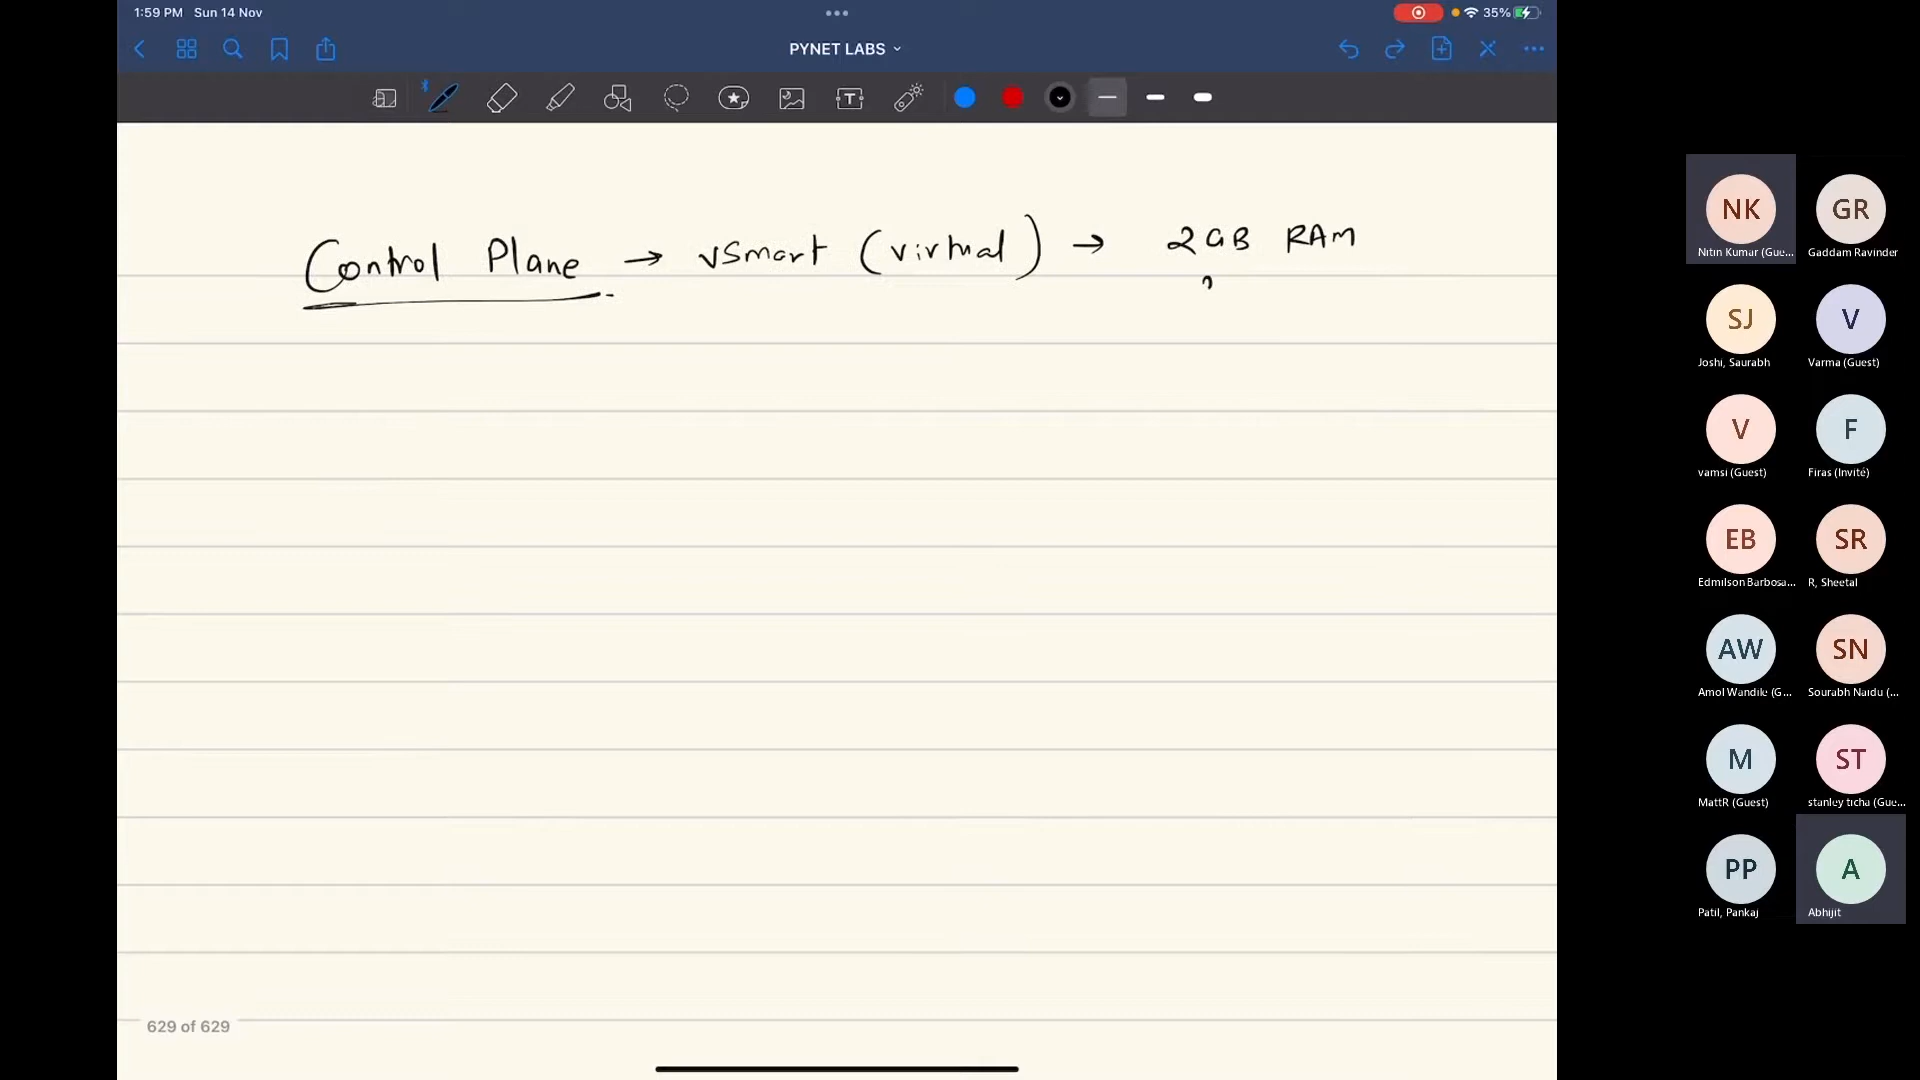 1:59 PM Sun 14 Nov
35%
PYNET LABS
Control Plane → vSmart (virtual) → 2GB RAM
NK
Nitin Kumar (Gue...
GR
Gaddam Ravinder
SJ
Joshi, Saurabh
V
Varma (Guest)
V
vamsi (Guest)
F
Firas (Invité)
EB
Edmilson Barbosa...
SR
R, Sheetal
AW
Amol Wandile (G...
SN
Sourabh Naidu (...
M
MattR (Guest)
ST
stanley ticha (Gue...
PP
Patil, Pankaj
A
Abhijit
629 of 629